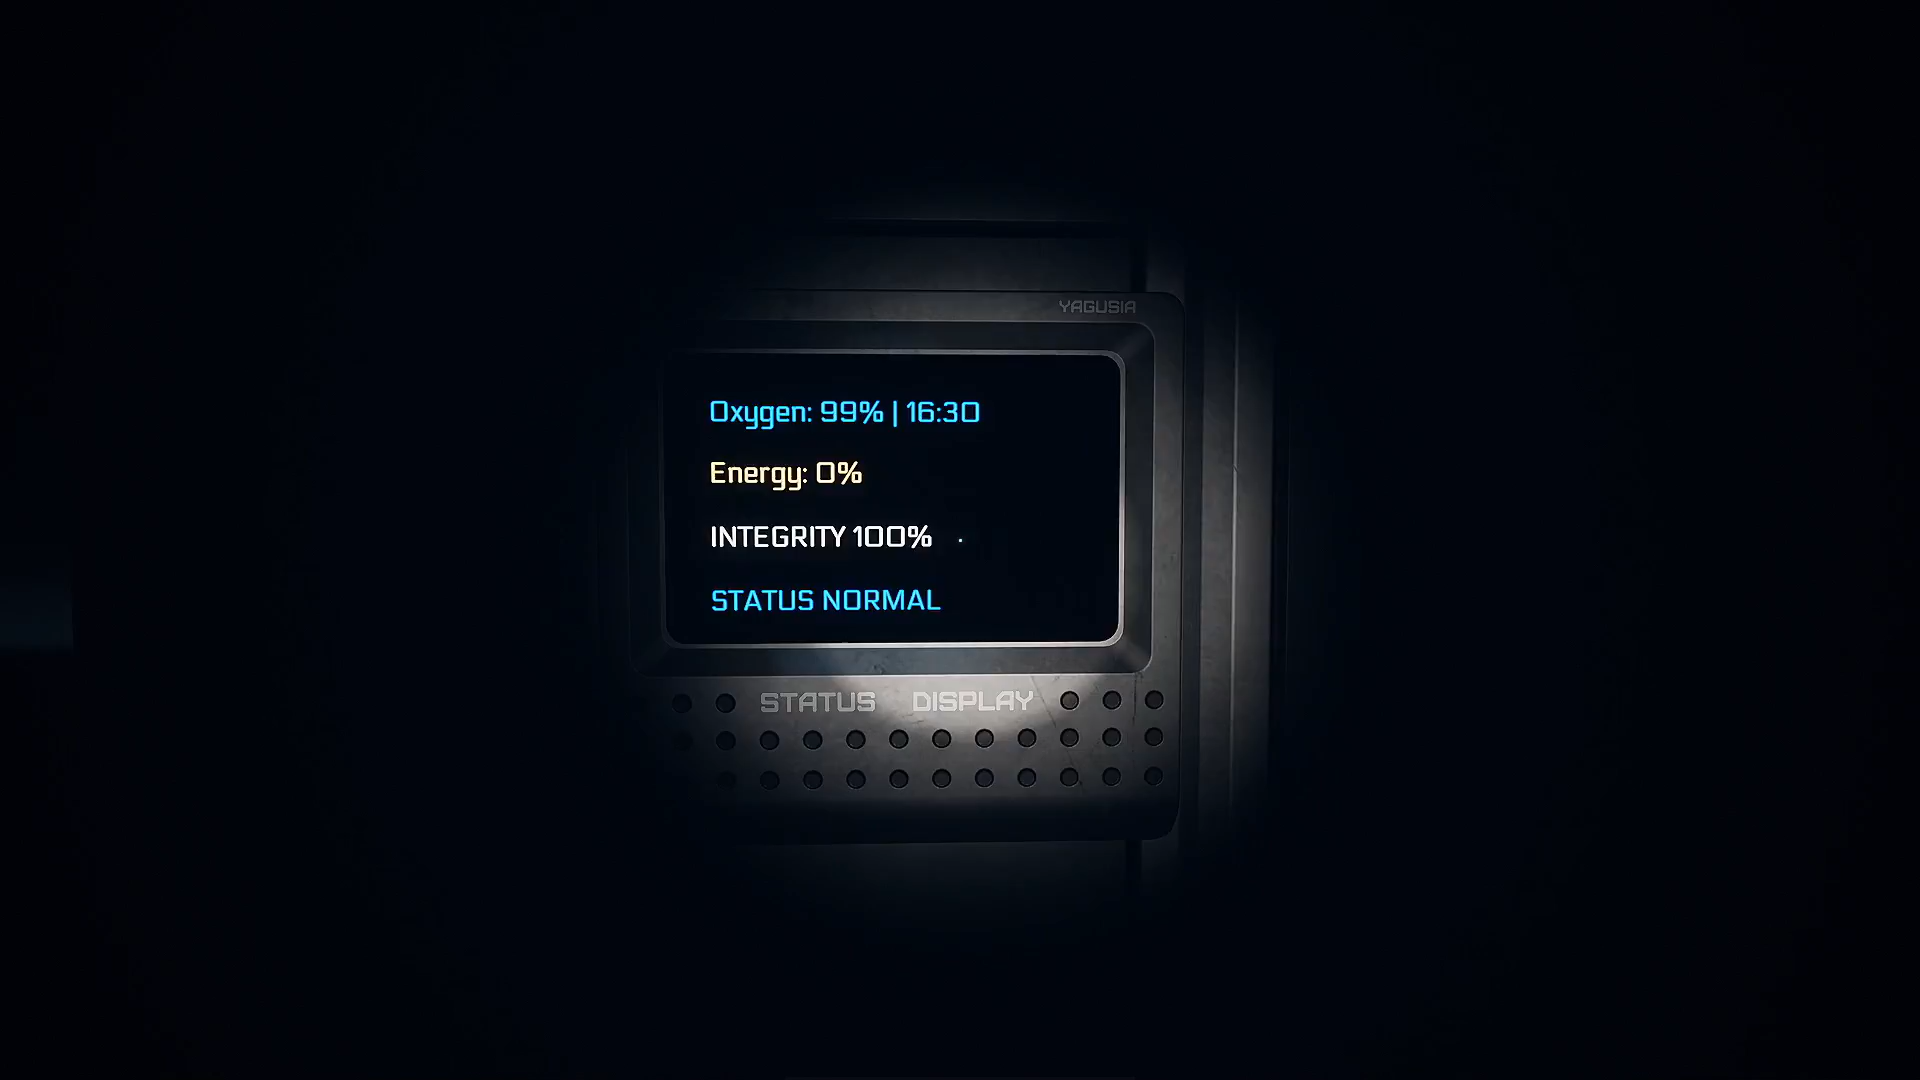 YAGUSIA
Oxygen: 99% | 16:30
Energy: 0%
INTEGRITY 100%
STATUS NORMAL
STATUS DISPLAY